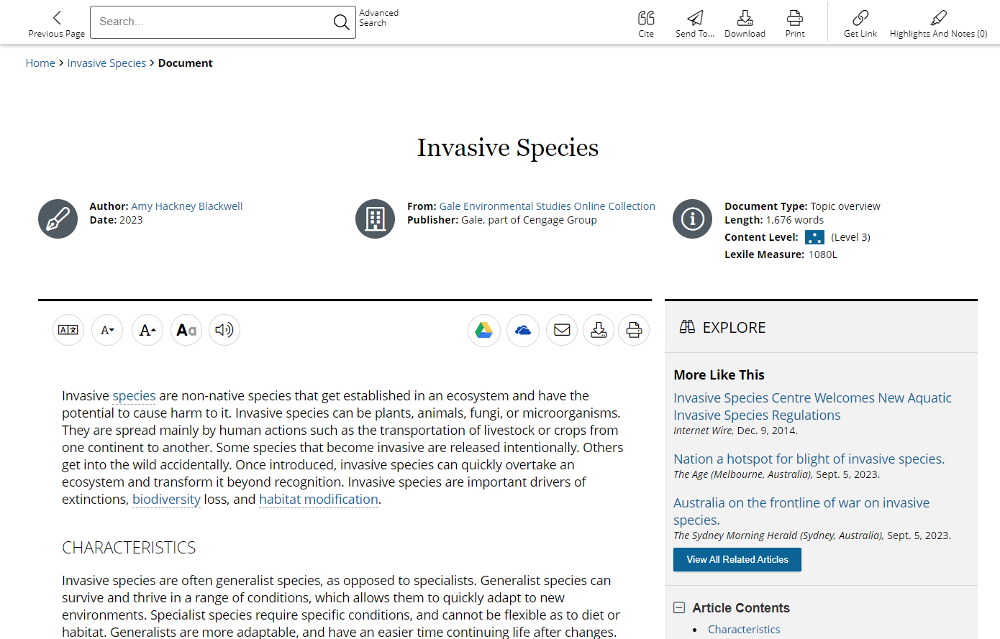 Previous Page
Search...
Advanced
Search
Cite
Send To...
Download
Print
Get Link
Highlights And Notes (0)
Home > Invasive Species > Document
Invasive Species
Author: Amy Hackney Blackwell
Date: 2023
From: Gale Environmental Studies Online Collection
Publisher: Gale, part of Cengage Group
Document Type: Topic overview
Length: 1,676 words
Content Level: (Level 3)
Lexile Measure: 1080L
A
A
Aa
Invasive species are non-native species that get established in an ecosystem and have the
potential to cause harm to it. Invasive species can be plants, animals, fungi, or microorganisms.
They are spread mainly by human actions such as the transportation of livestock or crops from
one continent to another. Some species that become invasive are released intentionally. Others
get into the wild accidentally. Once introduced, invasive species can quickly overtake an
ecosystem and transform it beyond recognition. Invasive species are important drivers of
extinctions, biodiversity loss, and habitat modification.
CHARACTERISTICS
Invasive species are often generalist species, as opposed to specialists. Generalist species can
survive and thrive in a range of conditions, which allows them to quickly adapt to new
environments. Specialist species require specific conditions, and cannot be flexible as to diet or
habitat. Generalists are more adaptable, and have an easier time continuing life after changes.
EXPLORE
More Like This
Invasive Species Centre Welcomes New Aquatic
Invasive Species Regulations
Internet Wire, Dec. 9, 2014.
Nation a hotspot for blight of invasive species.
The Age (Melbourne, Australia), Sept. 5, 2023.
Australia on the frontline of war on invasive
species.
The Sydney Morning Herald (Sydney, Australia), Sept. 5, 2023.
View All Related Articles
Article Contents
• Characteristics